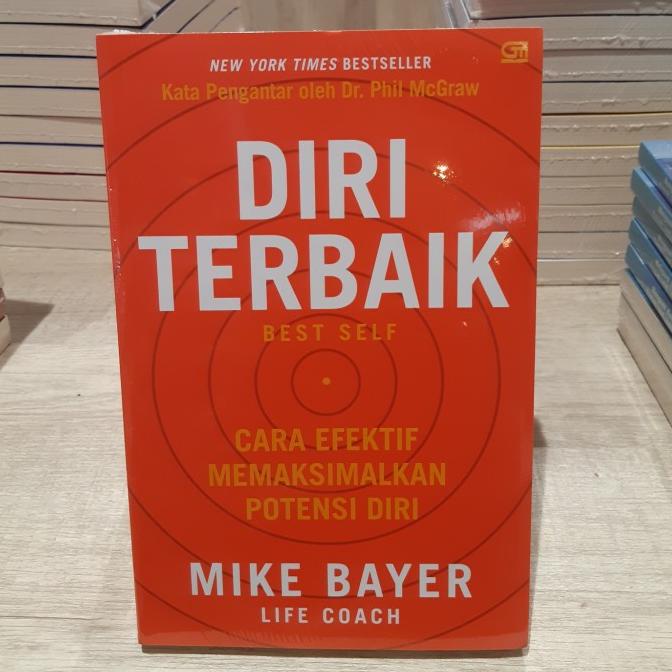 NEW YORK TIMES BESTSELLER
Kata Pengantar oleh Dr. Phil McGraw
DIRI
TERBAIK
BEST SELF
CARA EFEKTIF
MEMAKSIMALKAN
POTENSI DIRI
MIKE BAYER
LIFE COACH